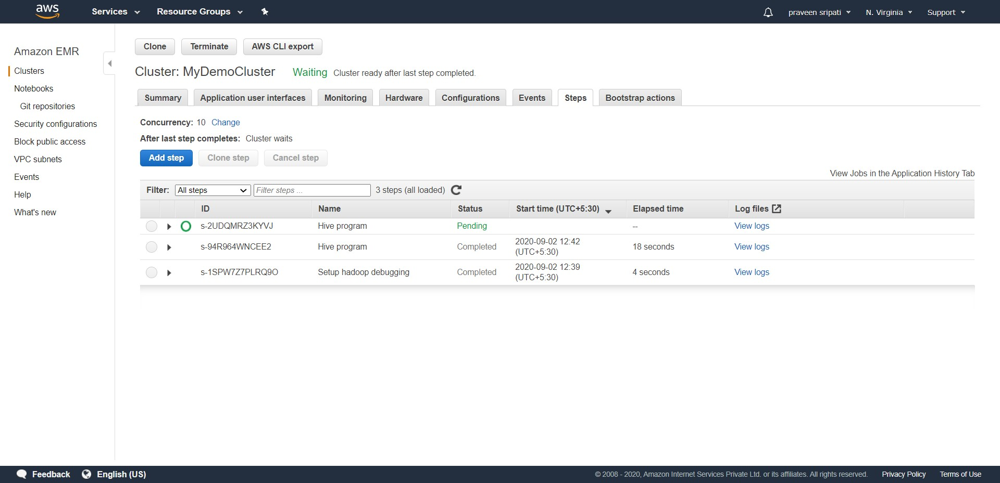 aws Services Resource Groups praveen sripati N. Virginia Support
Amazon EMR
Clusters
Notebooks
Git repositories
Security configurations
Block public access
VPC subnets
Events
Help
What's new
Clone Terminate AWS CLI export
Cluster: MyDemoCluster Waiting Cluster ready after last step completed.
Summary Application user interfaces Monitoring Hardware Configurations Events Steps Bootstrap actions
Concurrency: 10 Change
After last step completes: Cluster waits
Add step Clone step Cancel step
View Jobs in the Application History Tab
Filter: All steps Filter steps ... 3 steps (all loaded)
ID Name Status Start time (UTC+5:30) Elapsed time Log files
s-2UDQMRZ3KYVJ Hive program Pending -- View logs
s-94R964WNCEE2 Hive program Completed 2020-09-02 12:42 (UTC+5:30) 18 seconds View logs
s-1SPW7Z7PLRQ9O Setup hadoop debugging Completed 2020-09-02 12:39 (UTC+5:30) 4 seconds View logs
Feedback English (US) © 2008 - 2020, Amazon Internet Services Private Ltd. or its affiliates. All rights reserved. Privacy Policy Terms of Use